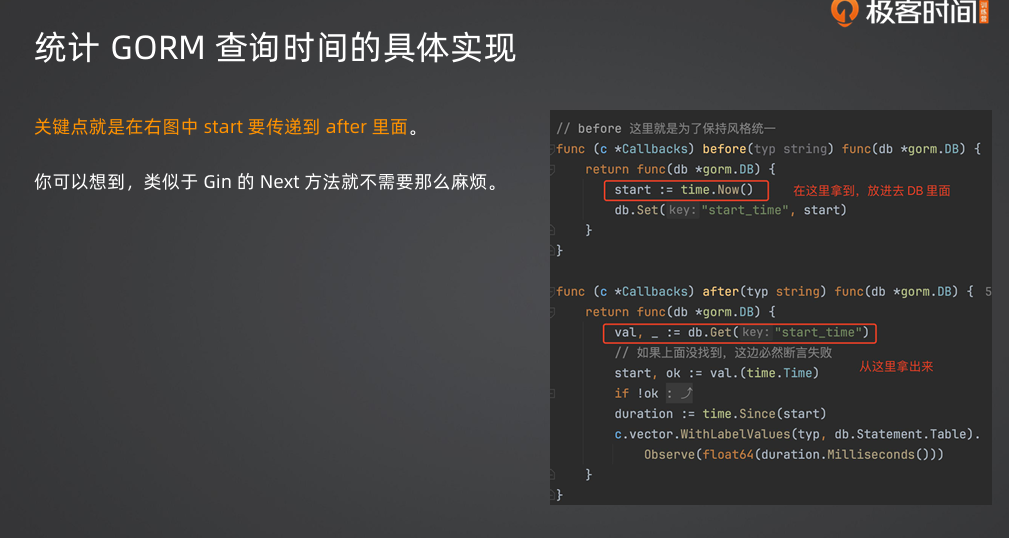 极客时间
训练营
统计 GORM 查询时间的具体实现
关键点就是在右图中 start 要传递到 after 里面。
你可以想到，类似于 Gin 的 Next 方法就不需要那么麻烦。
// before 这里就是为了保持风格统一
func (c *Callbacks) before(typ string) func(db *gorm.DB) {
return func(db *gorm.DB) {
start := time.Now()
在这里拿到，放进去 DB 里面
db.Set( key: "start_time", start)
}
}
func (c *Callbacks) after(typ string) func(db *gorm.DB) { 5
return func(db *gorm.DB) {
val, _ := db.Get( key: "start_time")
// 如果上面没找到，这边必然断言失败
从这里拿出来
start, ok := val.(time.Time)
if !ok :
duration := time.Since(start)
c.vector.WithLabelValues(typ, db.Statement.Table).
Observe(float64(duration.Milliseconds()))
}
}